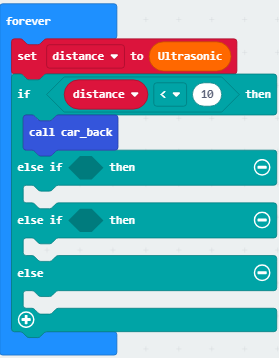 forever
set distance to Ultrasonic
if distance < 10 then
call car_back
else if then
else if then
else